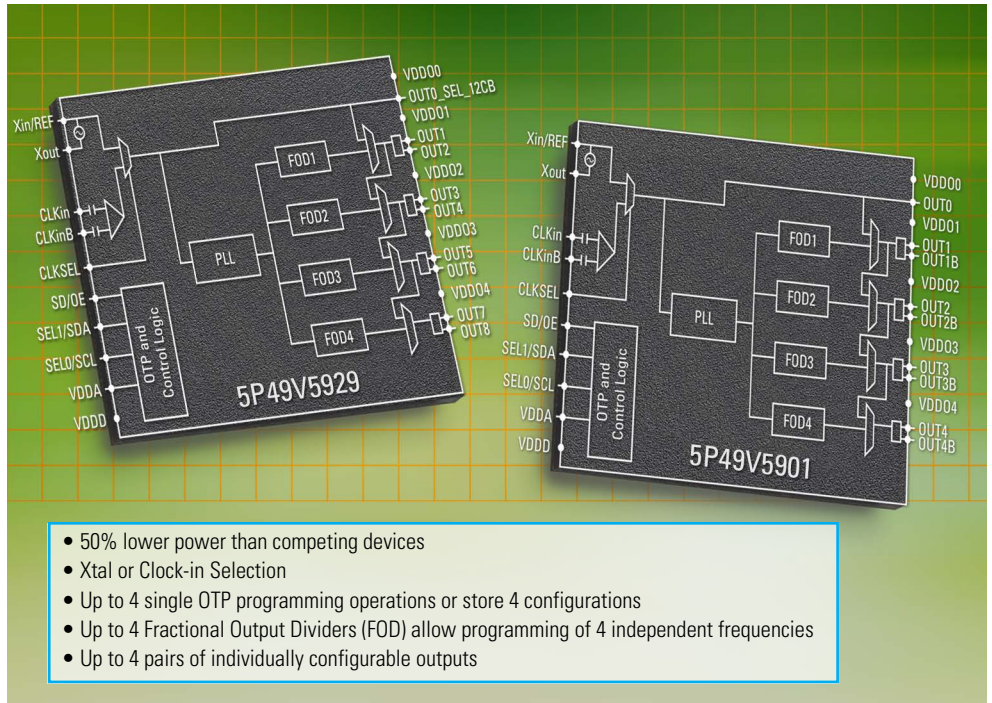 VDDO0
OUT0_SEL_12CB
VDDO1
OUT1
OUT2
VDDO2
OUT3
OUT4
VDDO3
OUT5
OUT6
VDDO4
OUT7
OUT8
Xin/REF
Xout
CLKin
CLKinB
CLKSEL
SD/OE
SEL1/SDA
SEL0/SCL
VDDA
VDDD
OTP and
Control Logic
PLL
FOD1
FOD2
FOD3
FOD4
5P49V5929
Xin/REF
Xout
CLKin
CLKinB
CLKSEL
SD/OE
SEL1/SDA
SEL0/SCL
VDDA
VDDD
OTP and
Control Logic
PLL
FOD1
FOD2
FOD3
FOD4
5P49V5901
VDDO0
OUT0
VDDO1
OUT1
OUT1B
VDDO2
OUT2
OUT2B
VDDO3
OUT3
OUT3B
VDDO4
OUT4
OUT4B
• 50% lower power than competing devices
• Xtal or Clock-in Selection
• Up to 4 single OTP programming operations or store 4 configurations
• Up to 4 Fractional Output Dividers (FOD) allow programming of 4 independent frequencies
• Up to 4 pairs of individually configurable outputs